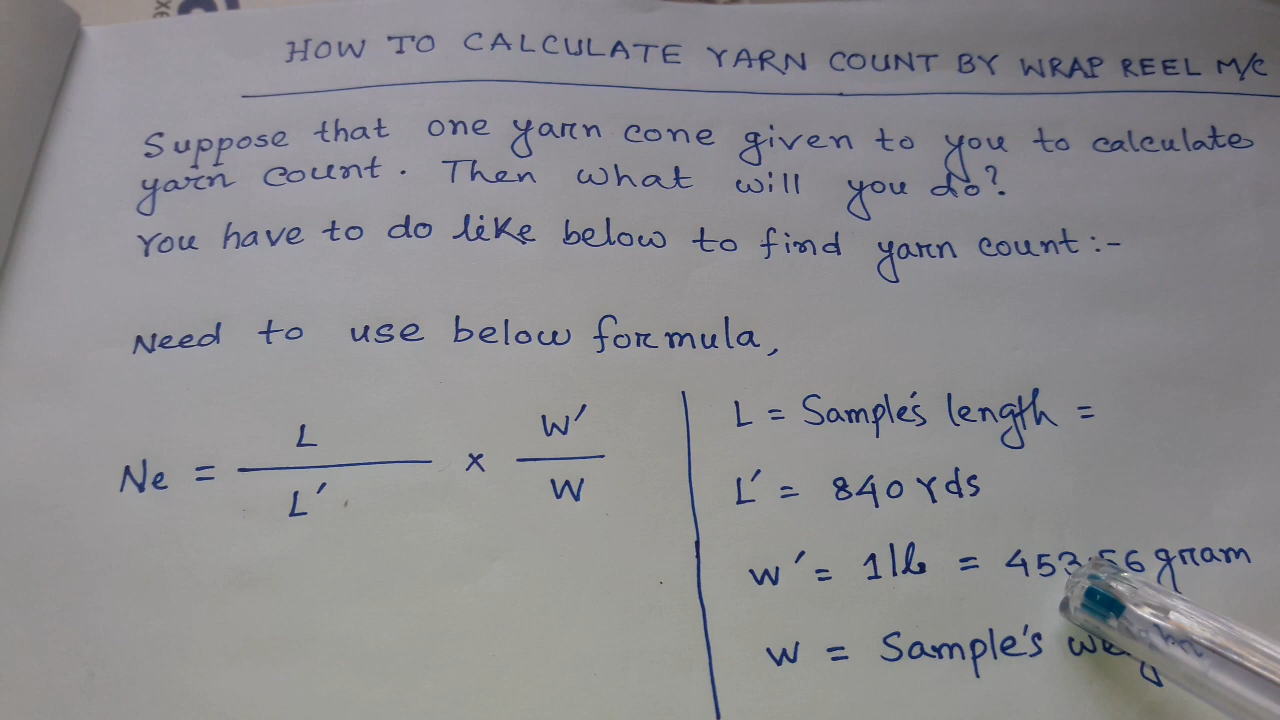 HOW TO CALCULATE YARN COUNT BY WRAP REEL M/C
Suppose that one yarn cone given to you to calculate
yarn count. Then what will you do?
You have to do like below to find yarn count :-
Need to use below formula,
Ne = L / L' x W' / W
L = Sample's length =
L' = 840 Yds
W' = 1 lb = 453.56 gram
W = Sample's